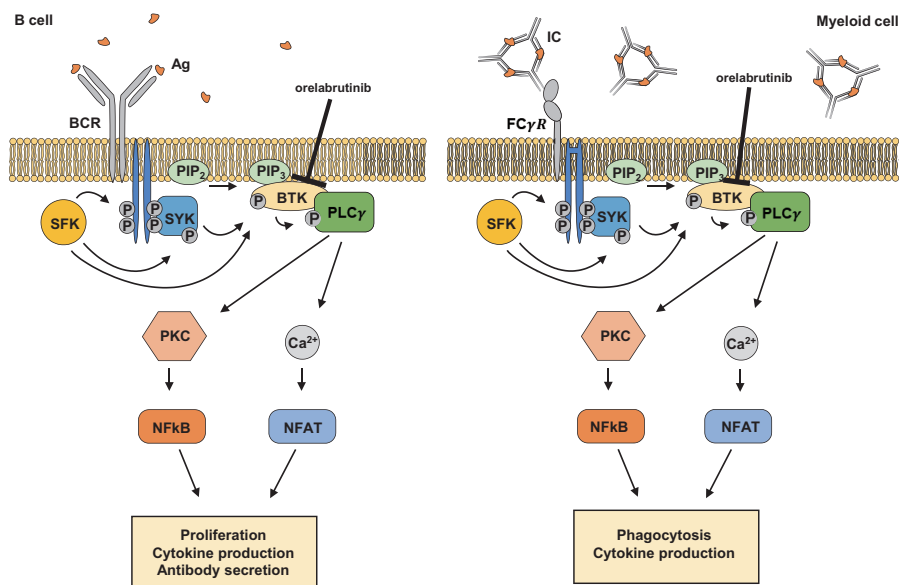 B cell
Ag
BCR
orelabrutinib
PIP₂
PIP₃
BTK
P
PLCγ
P
SFK
P
P
P
P
SYK
P
PKC
Ca²⁺
NFkB
NFAT
Proliferation
Cytokine production
Antibody secretion
Myeloid cell
IC
FCγR
orelabrutinib
PIP₂
PIP₃
BTK
P
PLCγ
P
SFK
P
P
P
P
SYK
P
PKC
Ca²⁺
NFkB
NFAT
Phagocytosis
Cytokine production